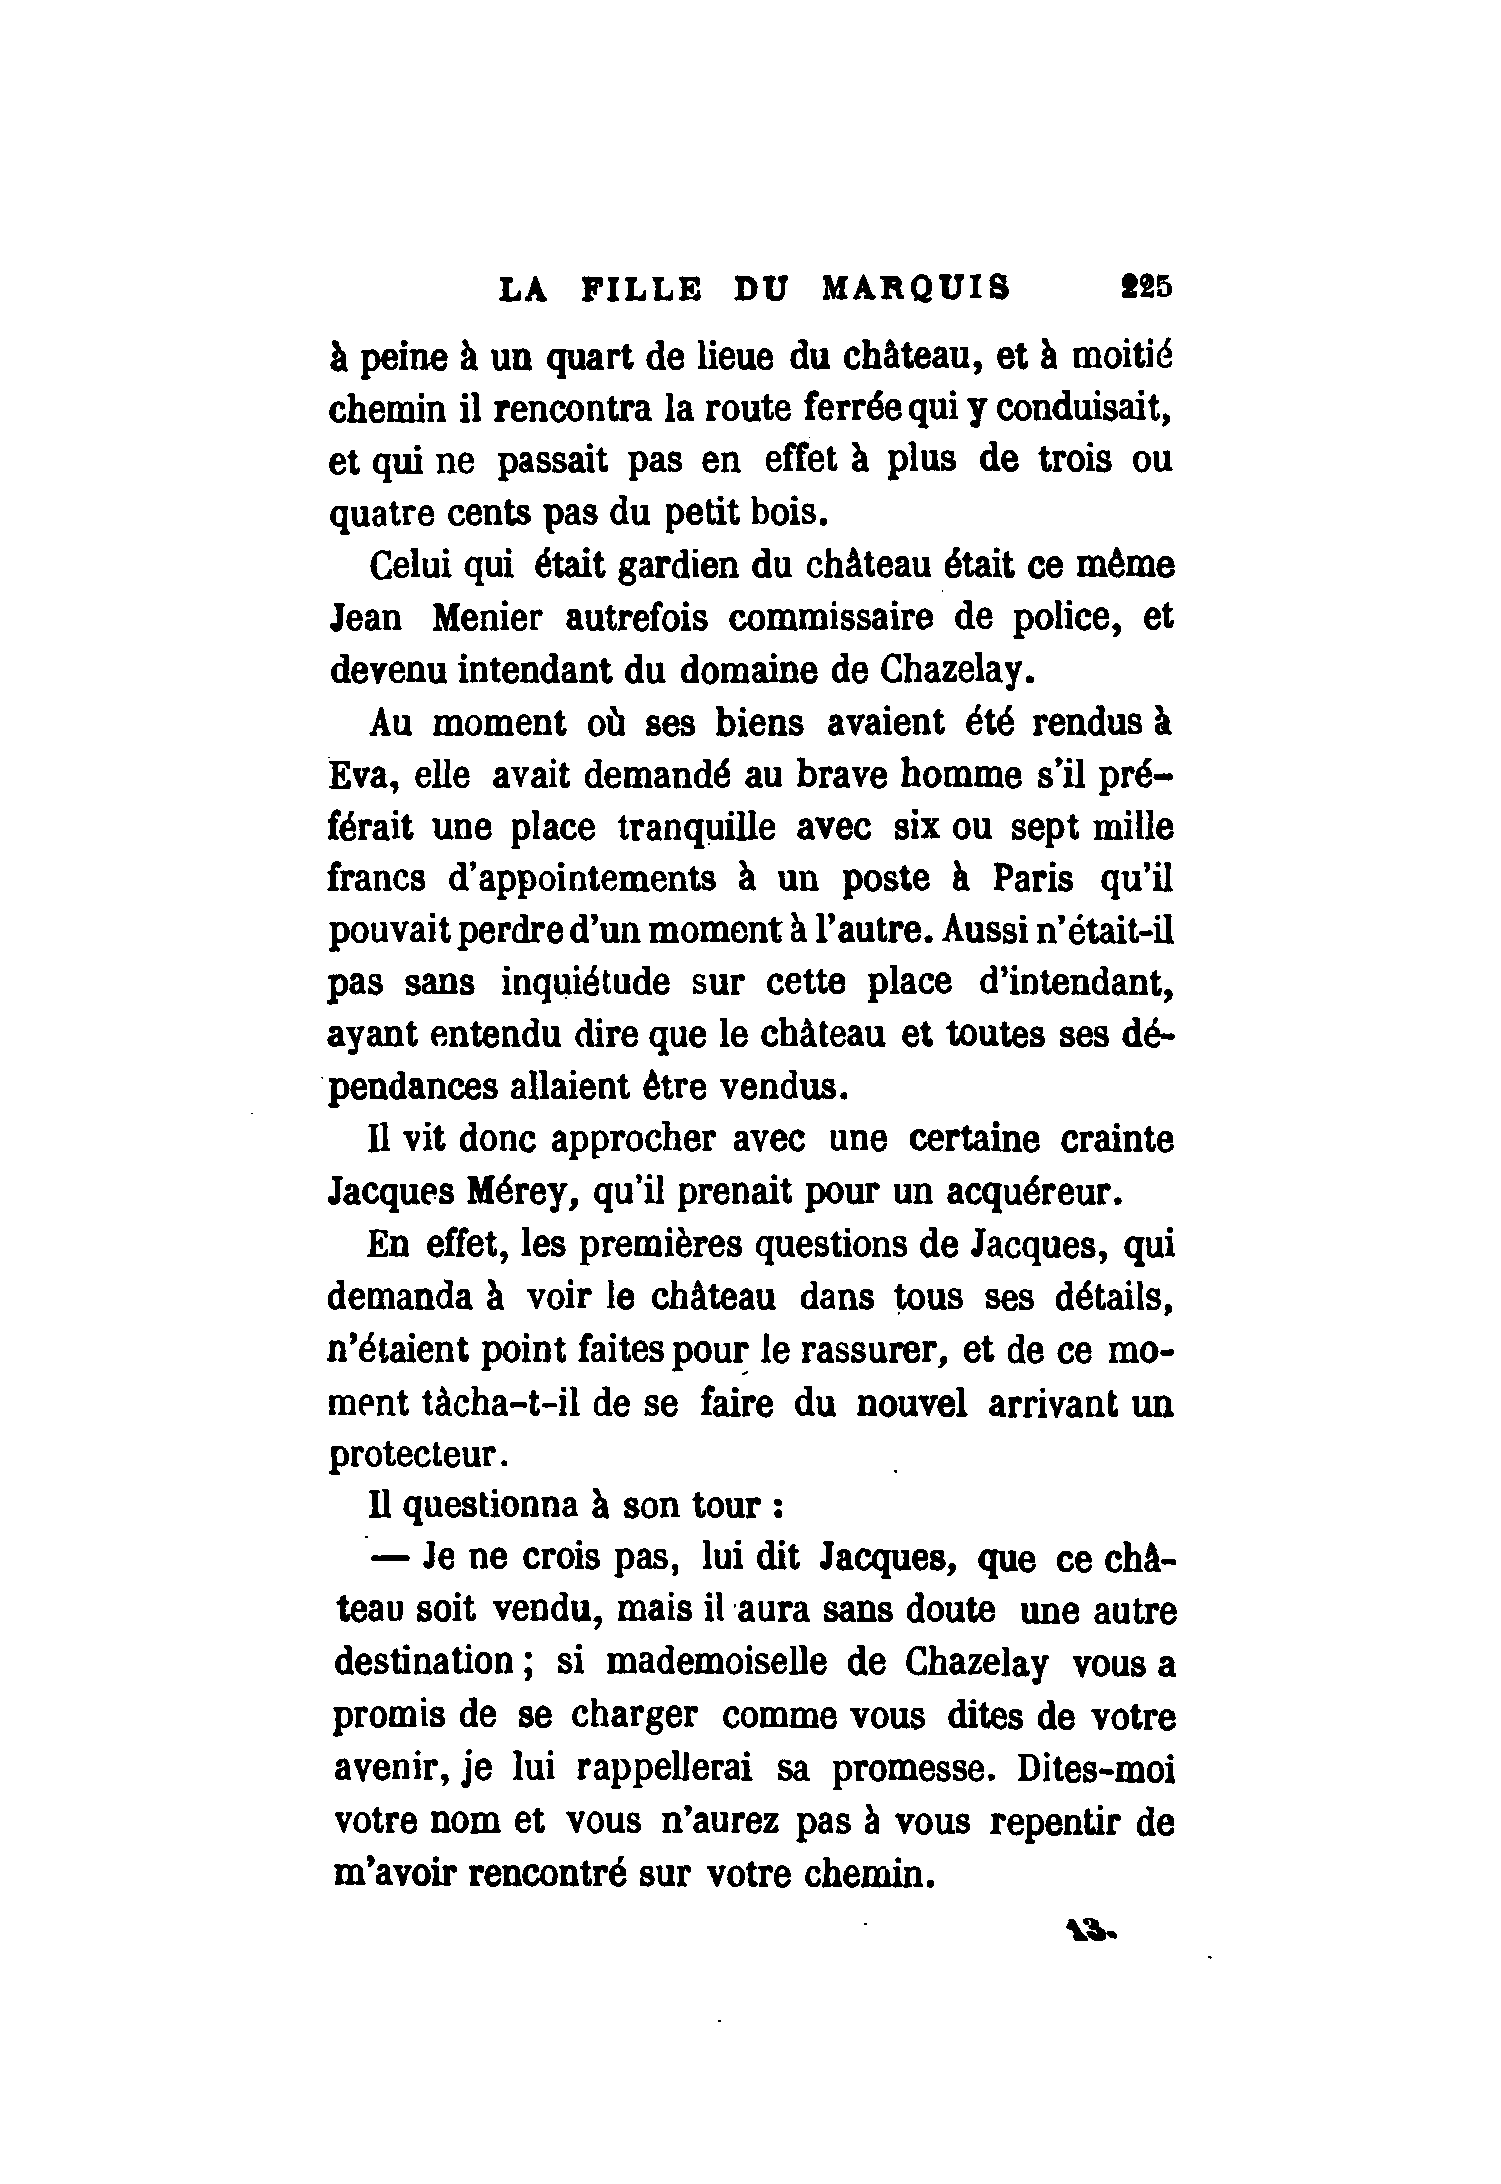 LA FILLE DU MARQUIS 225
à peine à un quart de lieue du château, et à moitié
chemin il rencontra la route ferrée qui y conduisait,
et qui ne passait pas en effet à plus de trois ou
quatre cents pas du petit bois.
Celui qui était gardien du château était ce même
Jean Menier autrefois commissaire de police, et
devenu intendant du domaine de Chazelay.
Au moment où ses biens avaient été rendus à
Eva, elle avait demandé au brave homme s'il pré-
férait une place tranquille avec six ou sept mille
francs d'appointements à un poste à Paris qu'il
pouvait perdre d'un moment à l'autre. Aussi n'était-il
pas sans inquiétude sur cette place d'intendant,
ayant entendu dire que le château et toutes ses dé-
pendances allaient être vendus.
Il vit donc approcher avec une certaine crainte
Jacques Mérey, qu'il prenait pour un acquéreur.
En effet, les premières questions de Jacques, qui
demanda à voir le château dans tous ses détails,
n'étaient point faites pour le rassurer, et de ce mo-
ment tâcha-t-il de se faire du nouvel arrivant un
protecteur.
Il questionna à son tour :
— Je ne crois pas, lui dit Jacques, que ce châ-
teau soit vendu, mais il aura sans doute une autre
destination ; si mademoiselle de Chazelay vous a
promis de se charger comme vous dites de votre
avenir, je lui rappellerai sa promesse. Dites-moi
votre nom et vous n'aurez pas à vous repentir de
m'avoir rencontré sur votre chemin.
13.